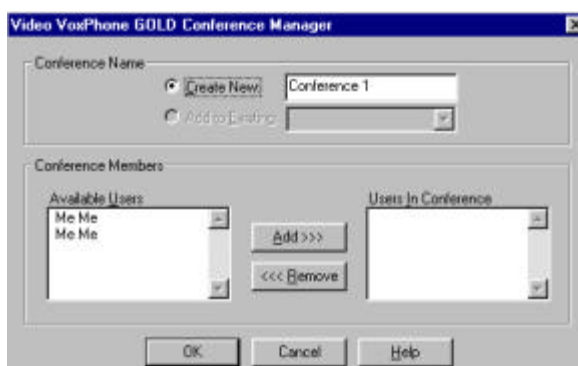 Video VoxPhone GOLD Conference Manager
Conference Name
Create New:
Conference 1
Add to Existing:
Conference Members
Available Users
Users In Conference
Me Me
Me Me
Add >>>
<<< Remove
OK
Cancel
Help